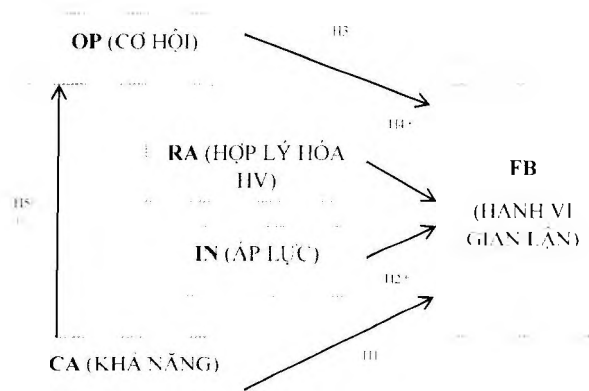 OP (CƠ HỘI)
H3
H4
RA (HỢP LÝ HÓA
HV)
FB
(HÀNH VI
GIAN LẬN)
H5
IN (ÁP LỰC)
H2
CA (KHẢ NĂNG)
H1